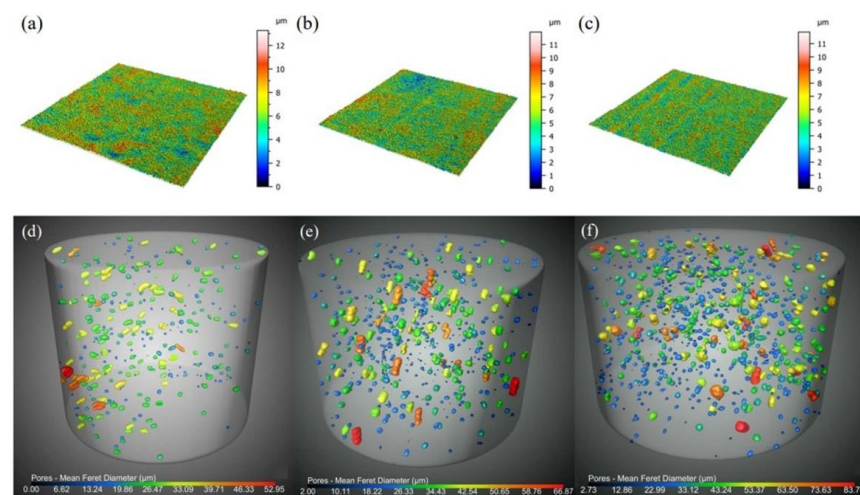 (a)
µm
12
10
8
6
4
2
0
(b)
µm
11
10
9
8
7
6
5
4
3
2
1
0
(c)
µm
11
10
9
8
7
6
5
4
3
2
1
0
(d)
Pores - Mean Feret Diameter (µm)
0.00 6.62 13.24 19.86 26.47 33.09 39.71 46.33 52.95
(e)
Pores - Mean Feret Diameter (µm)
2.00 10.11 18.22 26.33 34.43 42.54 50.65 58.76 66.87
(f)
Pores - Mean Feret Diameter (µm)
2.73 12.86 22.99 33.12 43.24 53.37 63.50 73.63